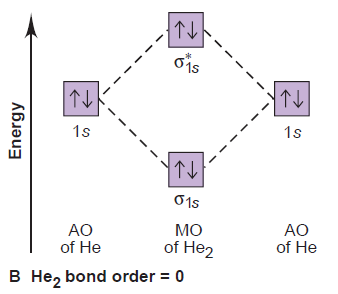 Energy
↑↓
σ*1s
↑↓ ↑↓
1s 1s
↑↓
σ1s
AO MO AO
of He of He2 of He
B He2 bond order = 0